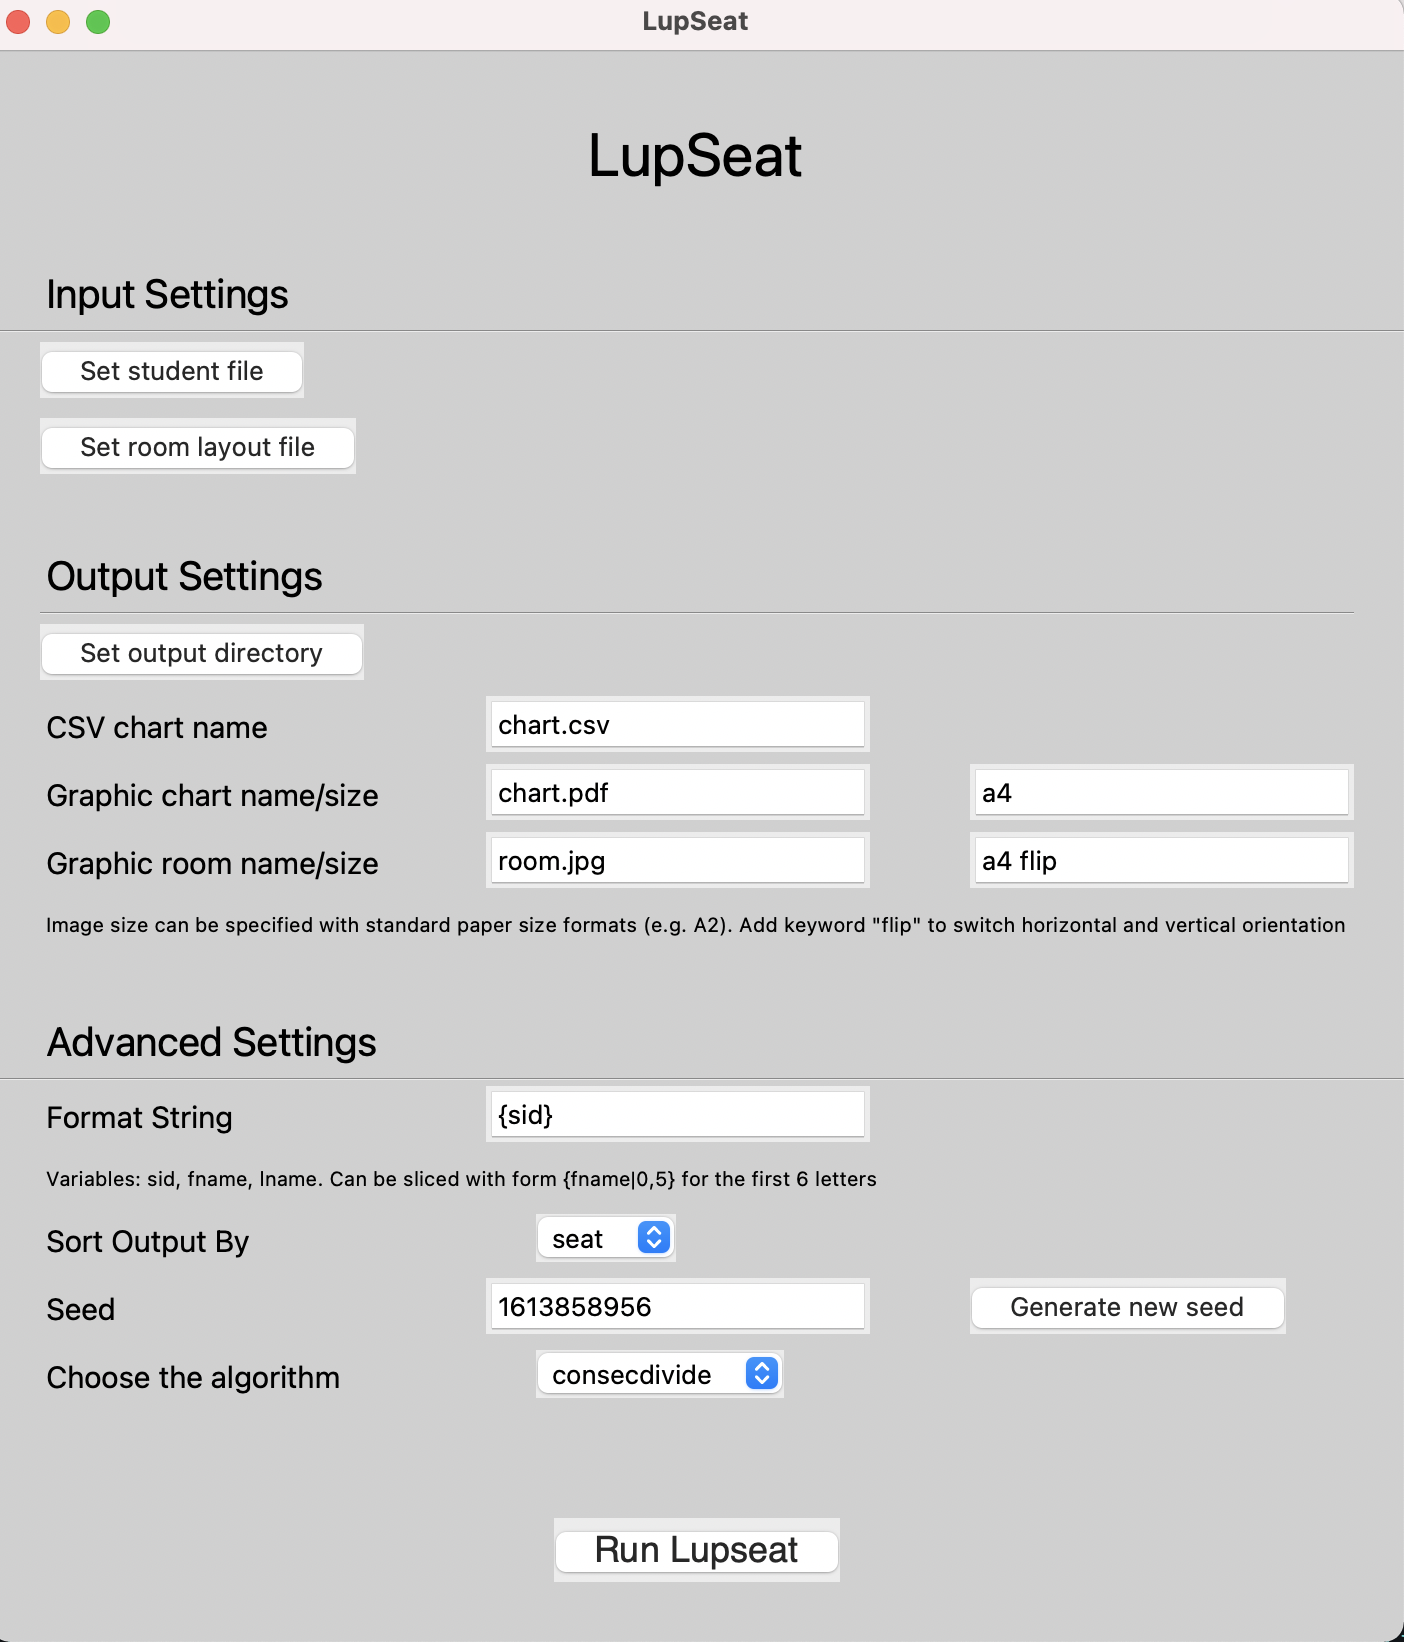 LupSeat
LupSeat
Input Settings
Set student file
Set room layout file
Output Settings
Set output directory
CSV chart name chart.csv
Graphic chart name/size chart.pdf a4
Graphic room name/size room.jpg a4 flip
Image size can be specified with standard paper size formats (e.g. A2). Add keyword "flip" to switch horizontal and vertical orientation
Advanced Settings
Format String {sid}
Variables: sid, fname, lname. Can be sliced with form {fname|0,5} for the first 6 letters
Sort Output By seat
Seed 1613858956 Generate new seed
Choose the algorithm consecdivide
Run Lupseat